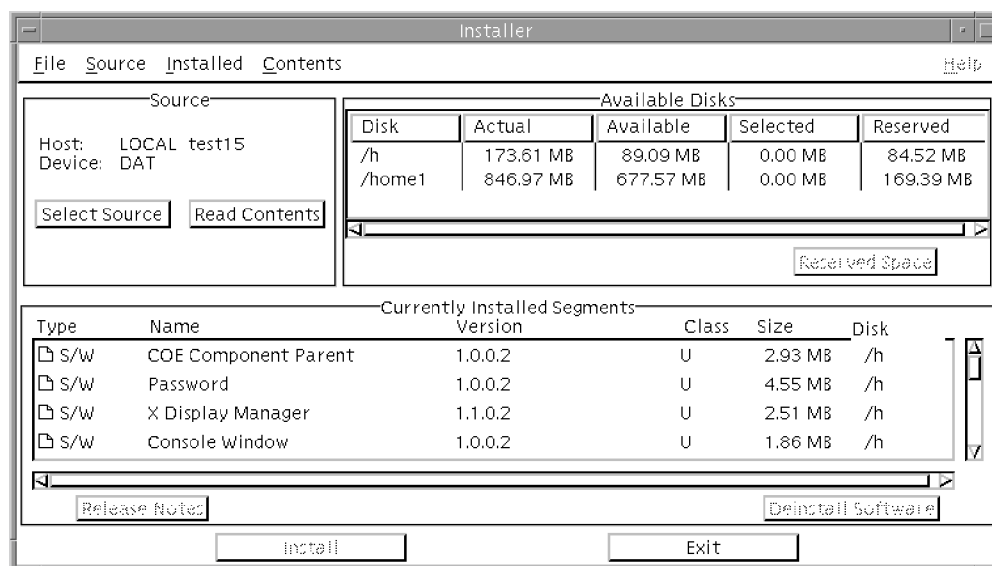 Installer
File Source Installed Contents Help
Source
Host: LOCAL test15
Device: DAT
Select Source Read Contents
Available Disks
Disk Actual Available Selected Reserved
/h 173.61 MB 89.09 MB 0.00 MB 84.52 MB
/home1 846.97 MB 677.57 MB 0.00 MB 169.39 MB
Reserved Space
Currently Installed Segments
Type Name Version Class Size Disk
S/W COE Component Parent 1.0.0.2 U 2.93 MB /h
S/W Password 1.0.0.2 U 4.55 MB /h
S/W X Display Manager 1.1.0.2 U 2.51 MB /h
S/W Console Window 1.0.0.2 U 1.86 MB /h
Release Notes Deinstall Software
Install Exit